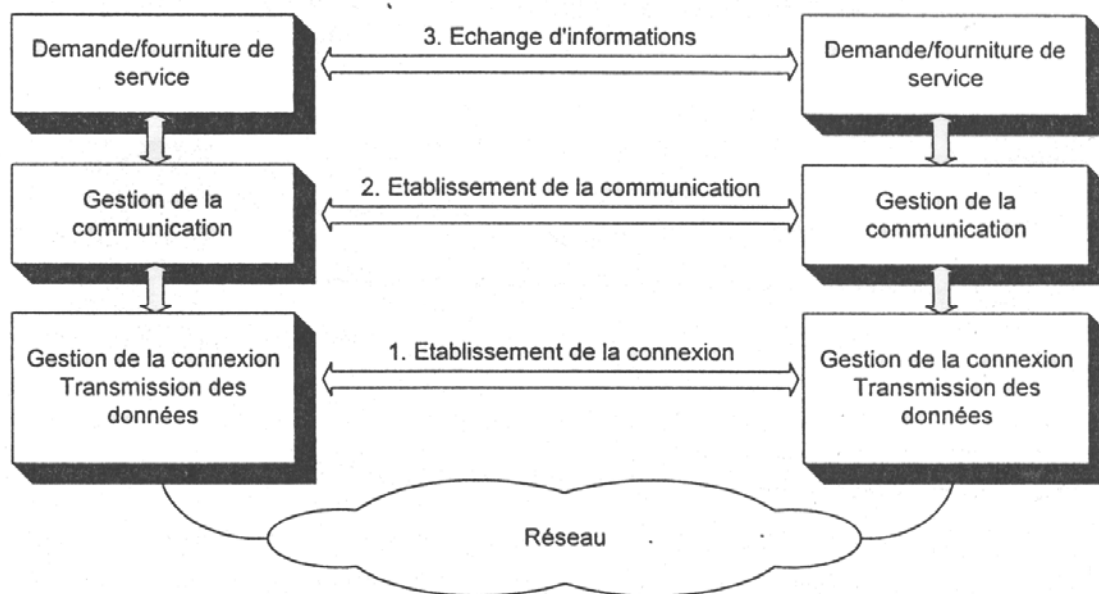 Demande/fourniture de
service
3. Echange d'informations
Demande/fourniture de
service
Gestion de la
communication
2. Etablissement de la communication
Gestion de la
communication
Gestion de la connexion
Transmission des
données
1. Etablissement de la connexion
Gestion de la connexion
Transmission des
données
Réseau